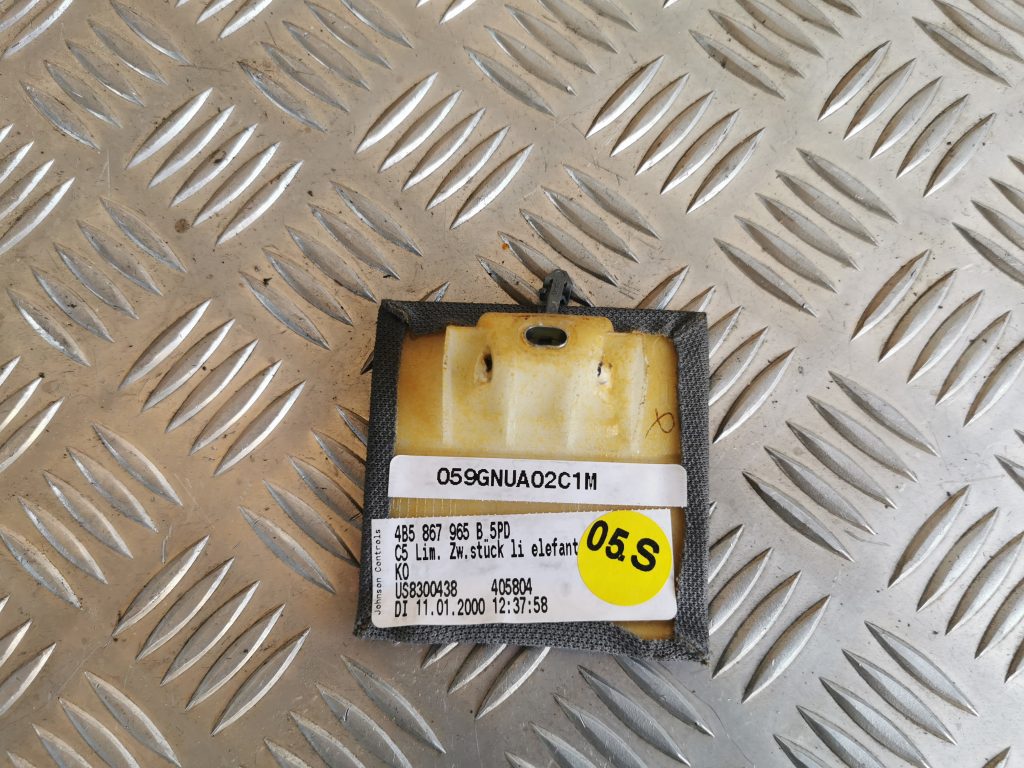 059GNUA02C1M
4B5 867 965 B 5PD
C5 Lim. Zw.stück li elefant
KO
US8300438 405804
DI 11.01.2000 12:37:58
Johnson Controls
05.S